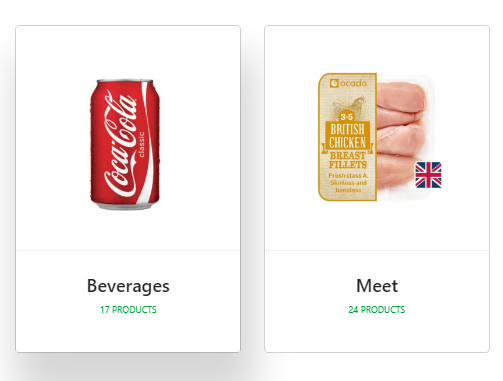 Coca-Cola
classic
ocado
3-5
BRITISH
CHICKEN
BREAST
FILLETS
Fresh class A.
Skinless and
boneless
Beverages
17 PRODUCTS
Meet
24 PRODUCTS